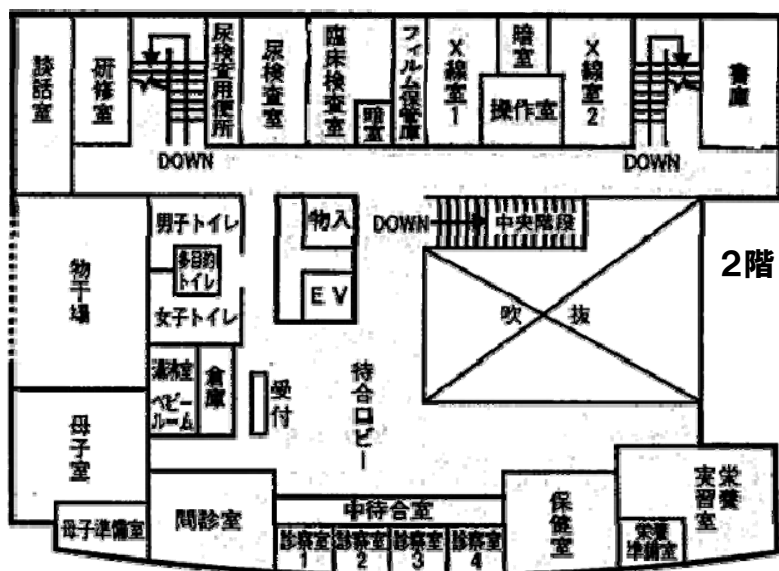 談話室
研修室
DOWN
尿検査用便所
尿検査室
臨床検査室
暗室
フィルム保管庫
X線室1
暗室
操作室
X線室2
DOWN
書庫
物干場
男子トイレ
多目的
トイレ
女子トイレ
物入
EV
DOWN
中央階段
吹抜
2階
ベビー
ルーム
倉庫
受付
待合ロビー
母子室
母子準備室
問診室
中待合室
診察室
1
診察室
2
診察室
3
診察室
4
保健室
栄養
実習室
栄養
準備室